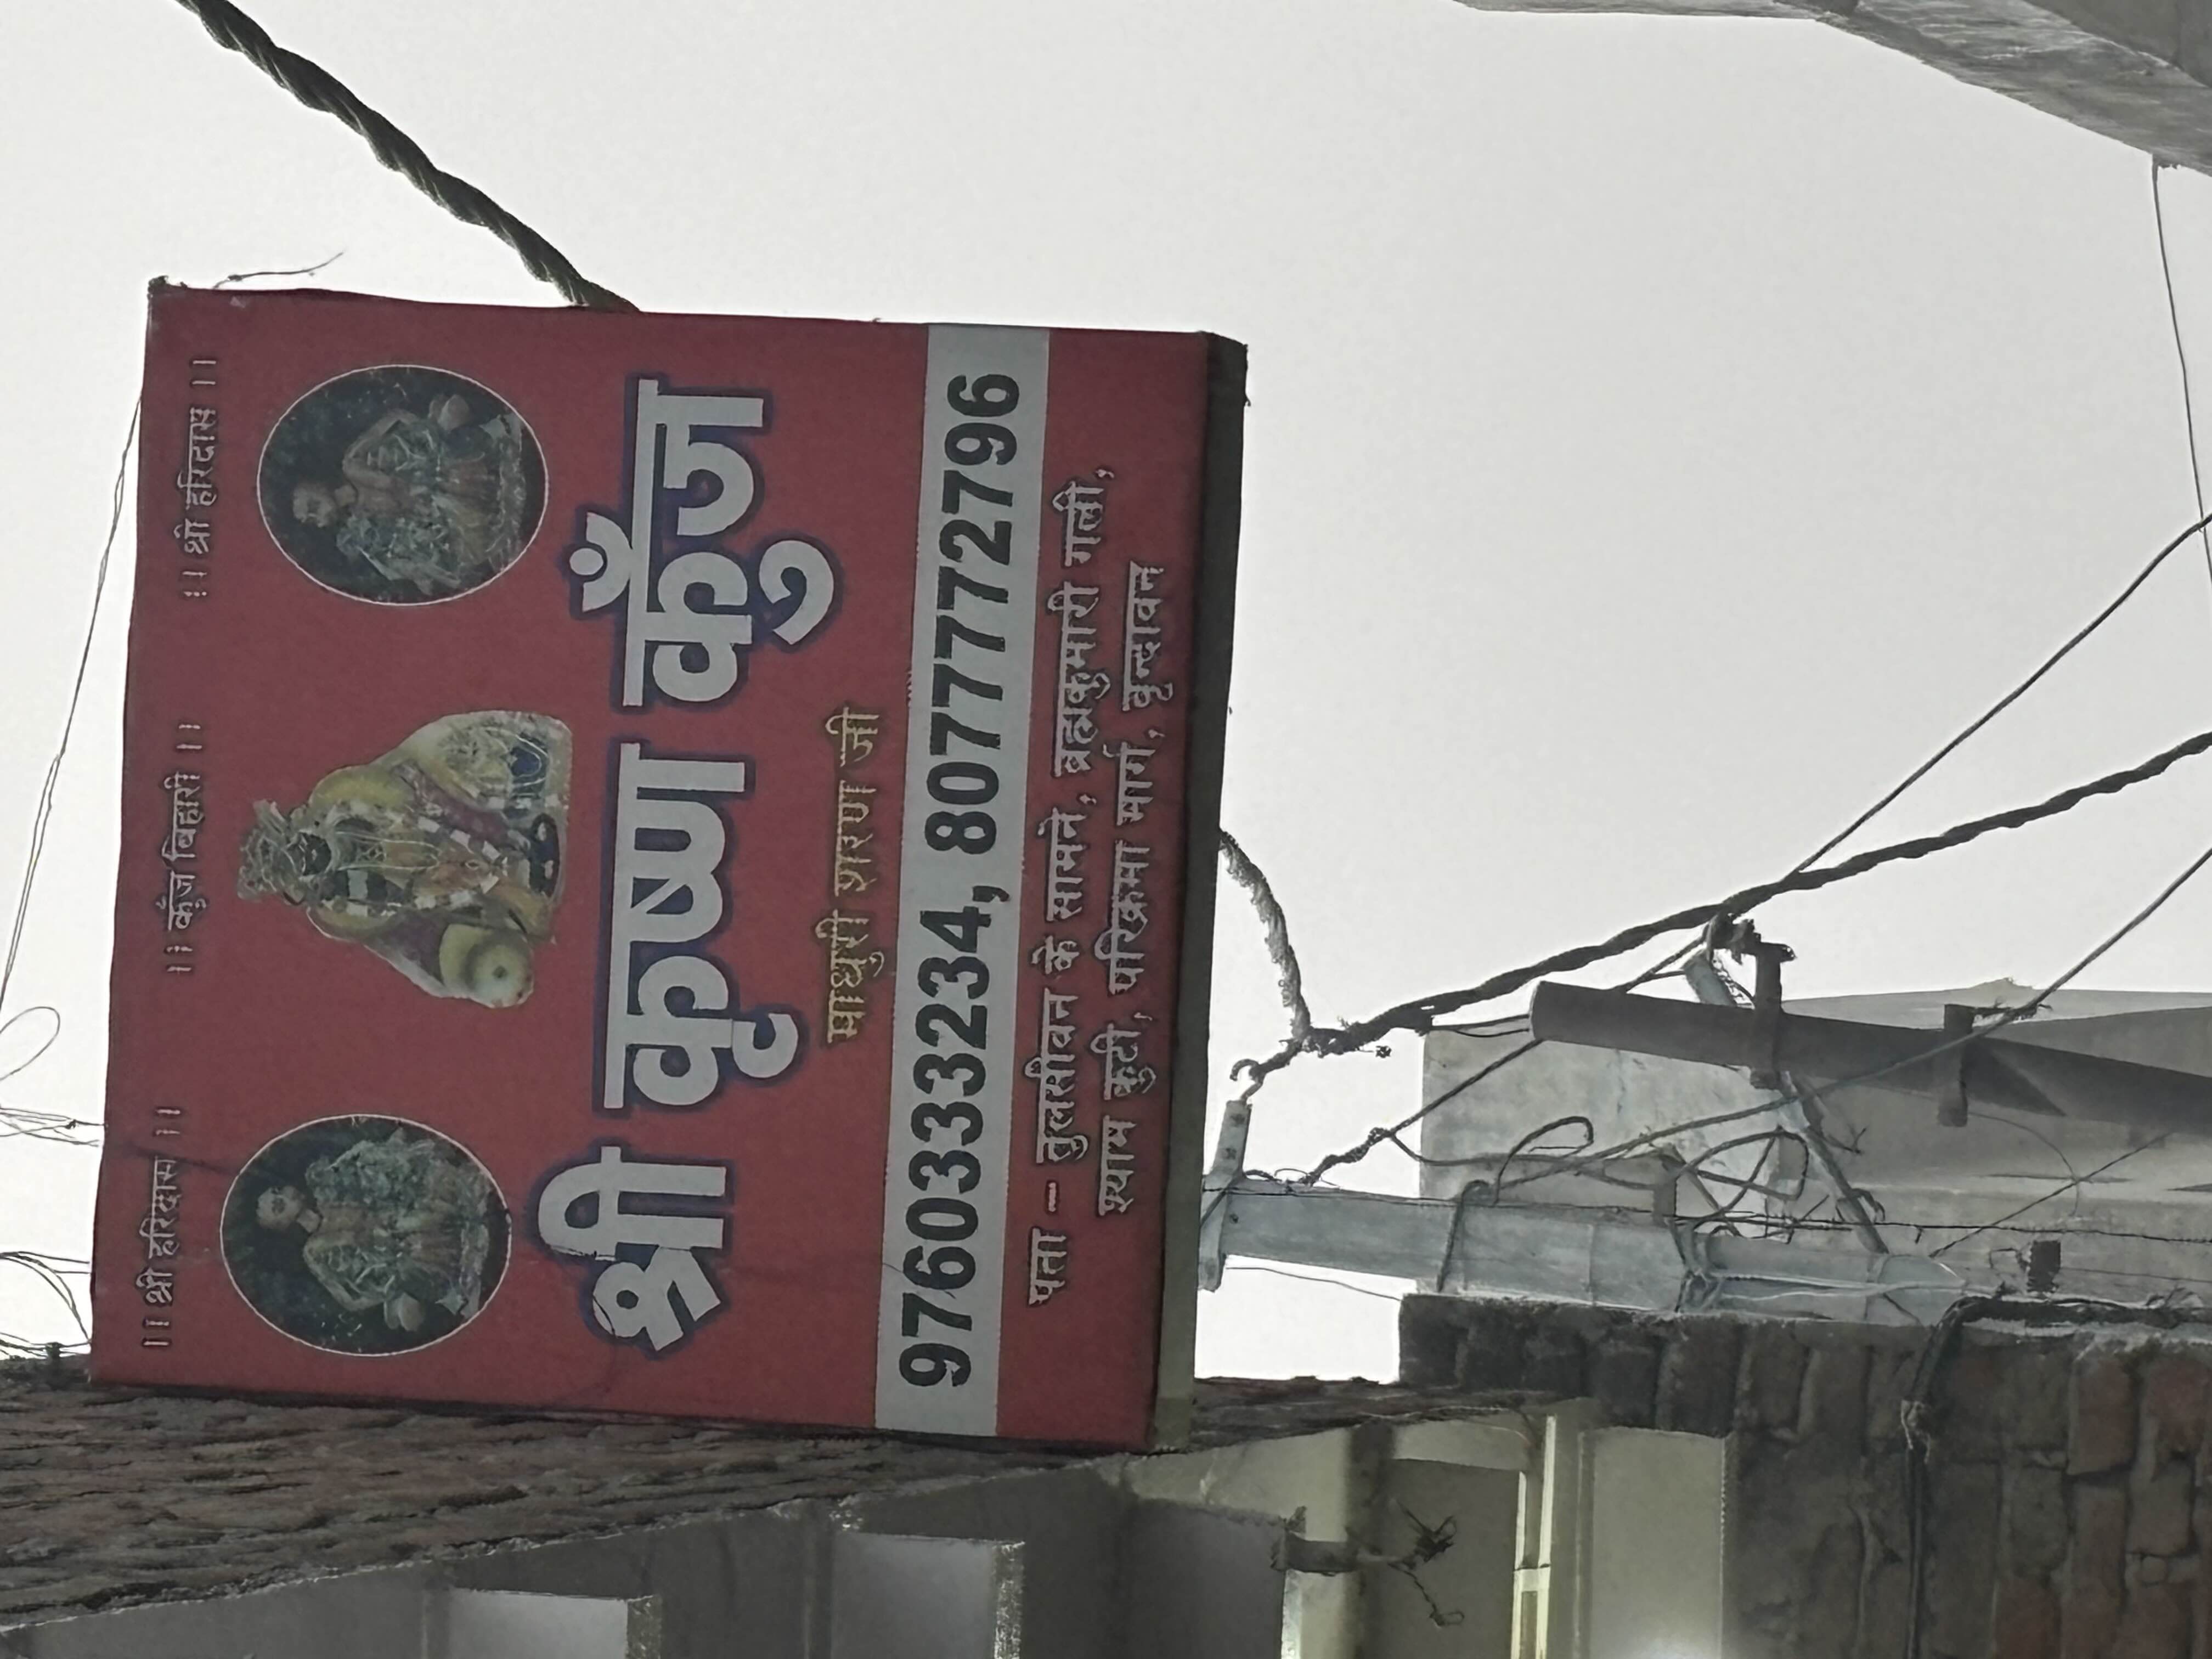 ।। श्री हरिदास ।।
।। कुँज बिहारी ।।
।। श्री हरिदास ।।
श्री कृष्ण कुँज
माधुरी शरण जी
9760333234, 8077772796
पता – तुलसीवन के सामने, ब्रह्मकुमारी गली,
श्याम कुटी, परिक्रमा मार्ग, वृन्दावन